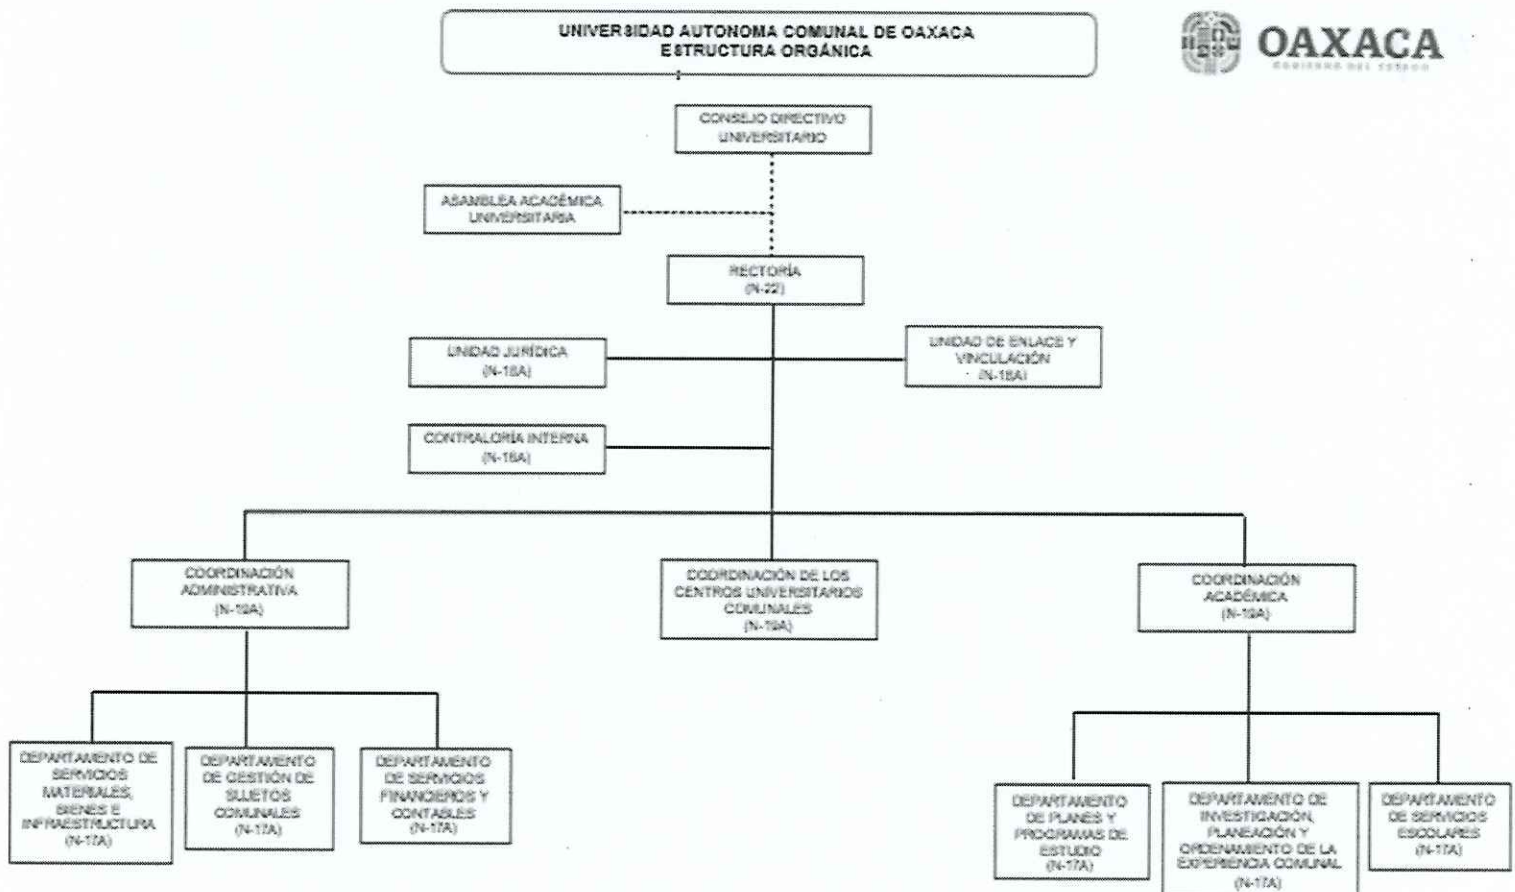 UNIVERSIDAD AUTONOMA COMUNAL DE OAXACA
ESTRUCTURA ORGÁNICA
OAXACA
GOBIERNO DEL ESTADO
CONSEJO DIRECTIVO
UNIVERSITARIO
ASAMBLEA ACADÉMICA
UNIVERSITARIA
RECTORÍA
(N-22)
UNIDAD JURÍDICA
(N-18A)
UNIDAD DE ENLACE Y
VINCULACIÓN
(N-18A)
CONTRALORÍA INTERNA
(N-18A)
COORDINACIÓN
ADMINISTRATIVA
(N-19A)
COORDINACIÓN DE LOS
CENTROS UNIVERSITARIOS
COMUNALES
(N-19A)
COORDINACIÓN
ACADÉMICA
(N-19A)
DEPARTAMENTO DE
SERVICIOS
MATERIALES,
BIENES E
INFRAESTRUCTURA
(N-17A)
DEPARTAMENTO
DE GESTIÓN DE
SUJETOS
COMUNALES
(N-17A)
DEPARTAMENTO
DE SERVICIOS
FINANCIEROS Y
CONTABLES
(N-17A)
DEPARTAMENTO
DE PLANES Y
PROGRAMAS DE
ESTUDIO
(N-17A)
DEPARTAMENTO DE
INVESTIGACIÓN,
PLANEACIÓN Y
ORDENAMIENTO DE LA
EXPERIENCIA COMUNAL
(N-17A)
DEPARTAMENTO
DE SERVICIOS
ESCOLARES
(N-17A)